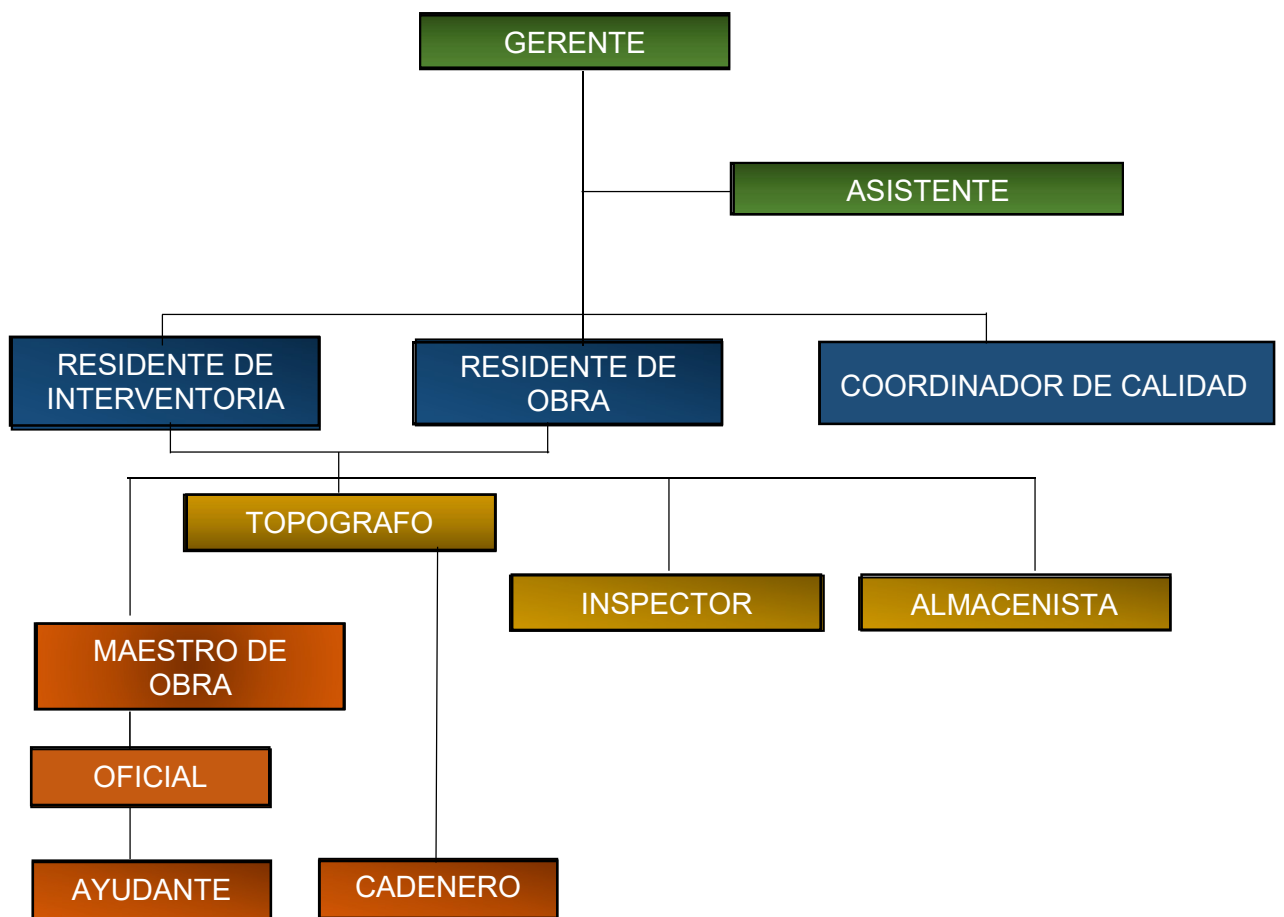 GERENTE
ASISTENTE
RESIDENTE DE
INTERVENTORIA
RESIDENTE DE
OBRA
COORDINADOR DE CALIDAD
TOPOGRAFO
INSPECTOR
ALMACENISTA
MAESTRO DE
OBRA
OFICIAL
AYUDANTE
CADENERO